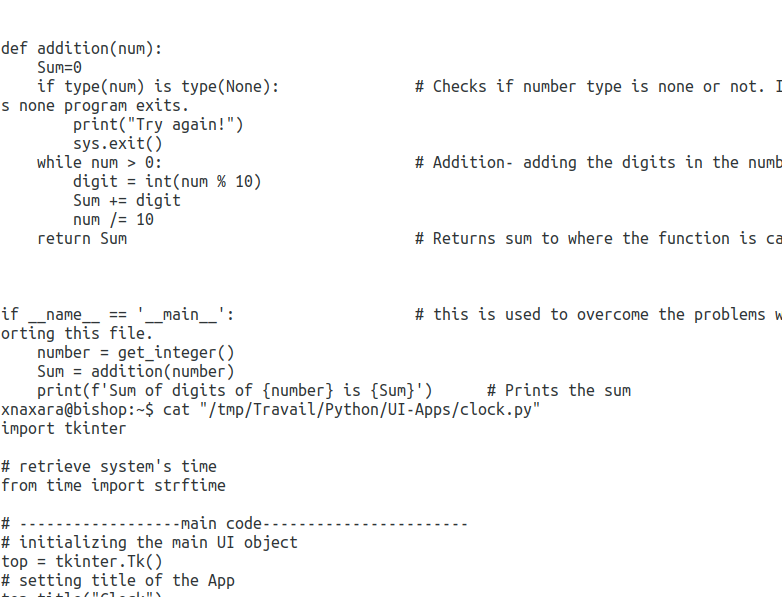 def addition(num):
    Sum=0
    if type(num) is type(None):               # Checks if number type is none or not. I
s none program exits.
        print("Try again!")
        sys.exit()
    while num > 0:                            # Addition- adding the digits in the numb
        digit = int(num % 10)
        Sum += digit
        num /= 10
    return Sum                                # Returns sum to where the function is ca
if __name__ == '__main__':                    # this is used to overcome the problems w
orting this file.
    number = get_integer()
    Sum = addition(number)
    print(f'Sum of digits of {number} is {Sum}')      # Prints the sum
xnaxara@bishop:~$ cat "/tmp/Travail/Python/UI-Apps/clock.py"
import tkinter
# retrieve system's time
from time import strftime
# ------------------main code-----------------------
# initializing the main UI object
top = tkinter.Tk()
# setting title of the App
top.title("Clock")